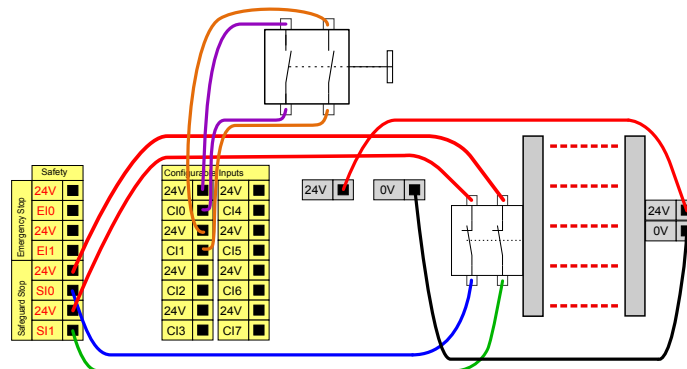 Safety
Emergency Stop
24V
EI0
24V
EI1
Safeguard Stop
24V
SI0
24V
SI1
Configurable Inputs
24V 24V
CI0 CI4
24V 24V
CI1 CI5
24V 24V
CI2 CI6
24V 24V
CI3 CI7
24V
0V
24V
0V